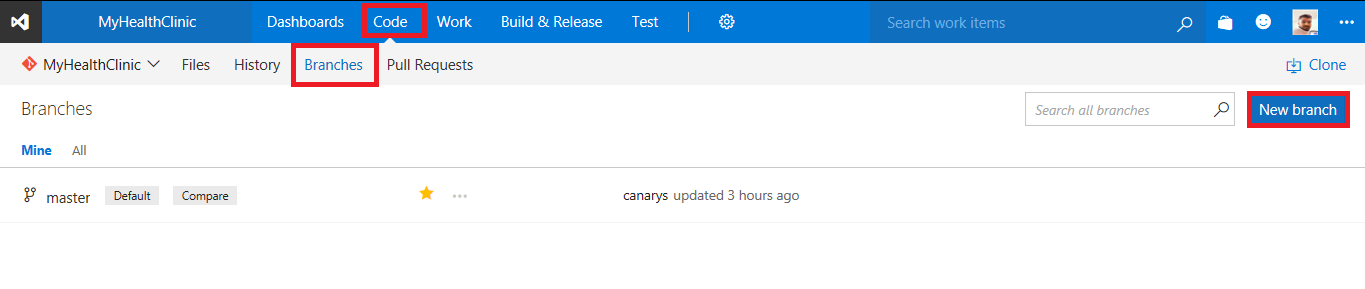 MyHealthClinic Dashboards Code Work Build & Release Test Search work items
MyHealthClinic Files History Branches Pull Requests Clone
Branches Search all branches New branch
Mine All
master Default Compare canarys updated 3 hours ago